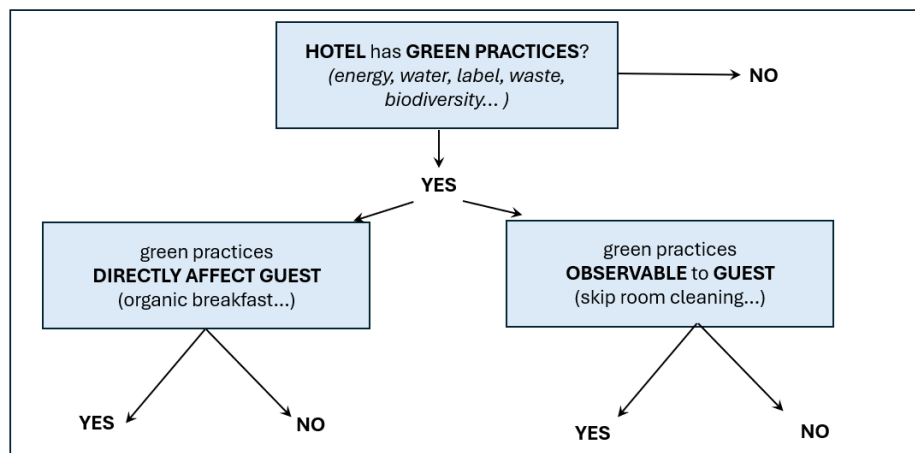 HOTEL has GREEN PRACTICES?
(energy, water, label, waste,
biodiversity... )
NO
YES
green practices
DIRECTLY AFFECT GUEST
(organic breakfast...)
green practices
OBSERVABLE to GUEST
(skip room cleaning...)
YES
NO
YES
NO